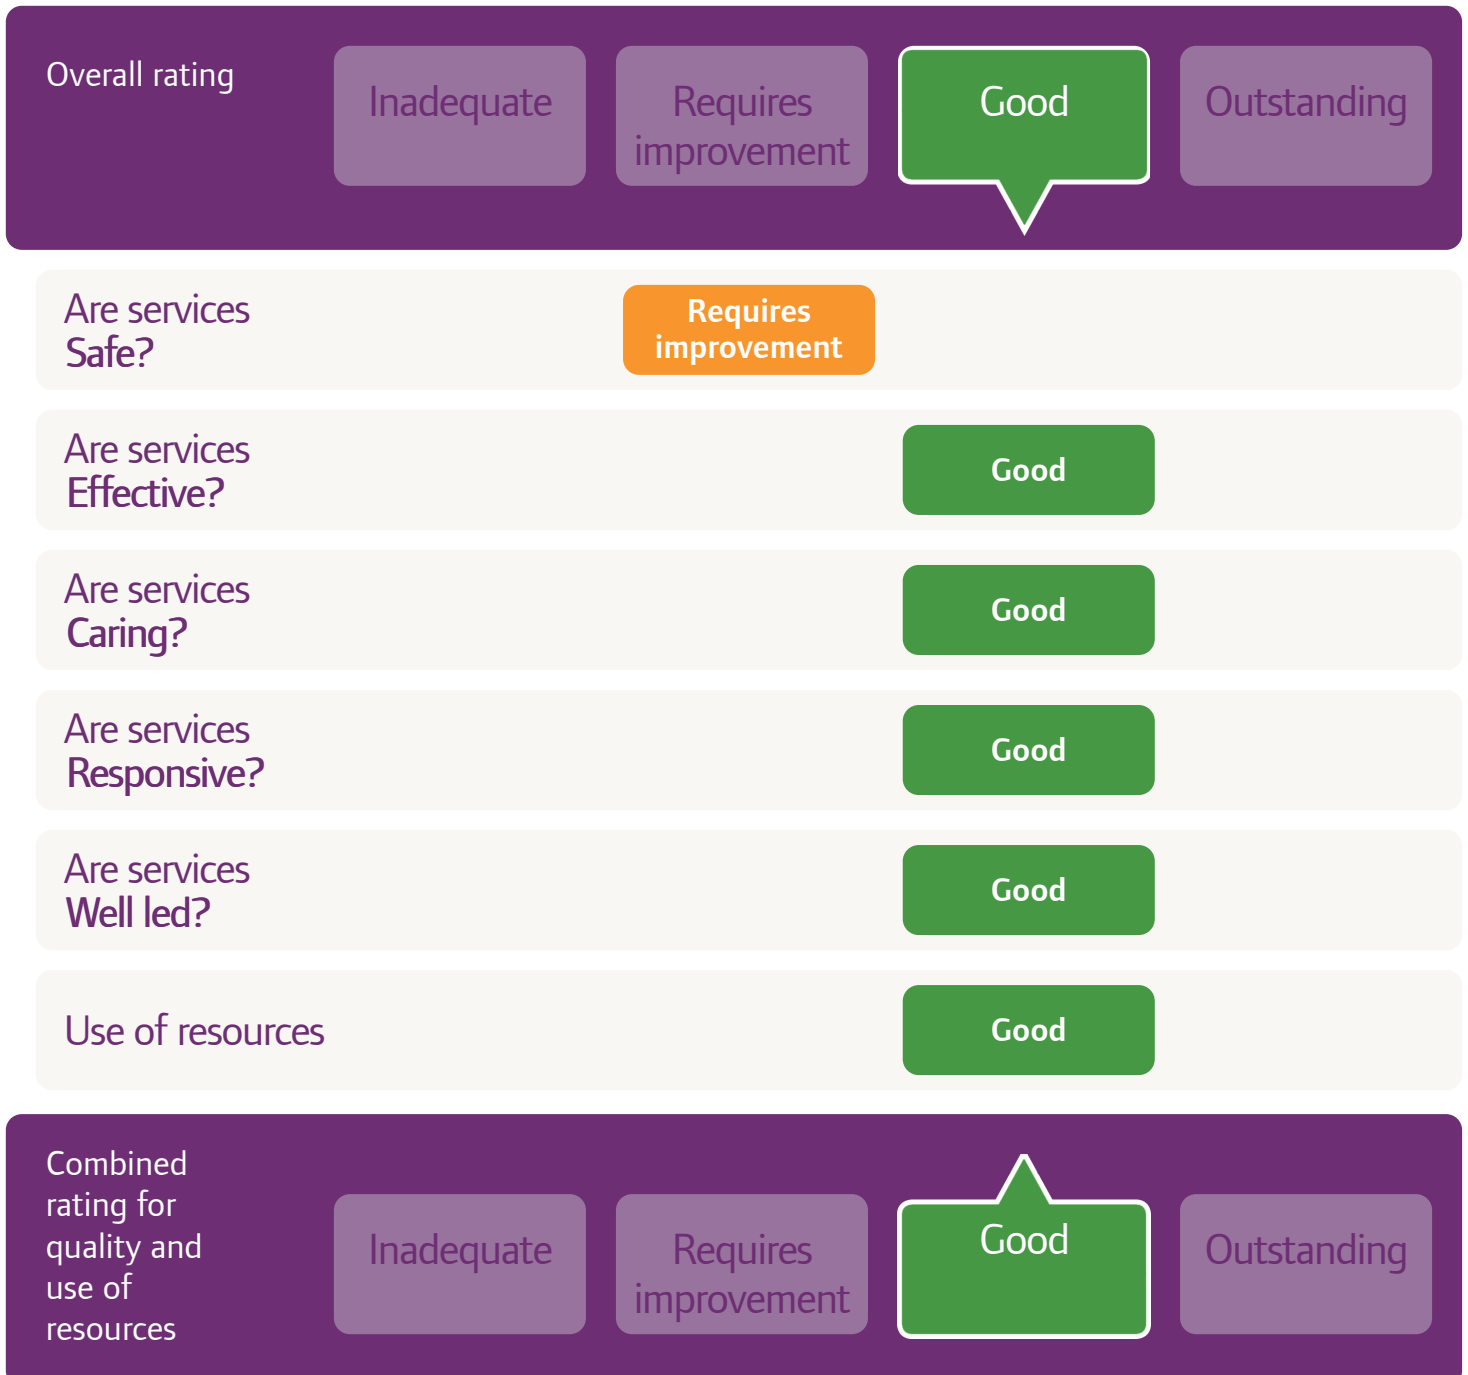 Overall rating
Inadequate
Requires
improvement
Good
Outstanding
Are services
Safe?
Requires
improvement
Are services
Effective?
Good
Are services
Caring?
Good
Are services
Responsive?
Good
Are services
Well led?
Good
Use of resources
Good
Combined
rating for
quality and
use of
resources
Inadequate
Requires
improvement
Good
Outstanding